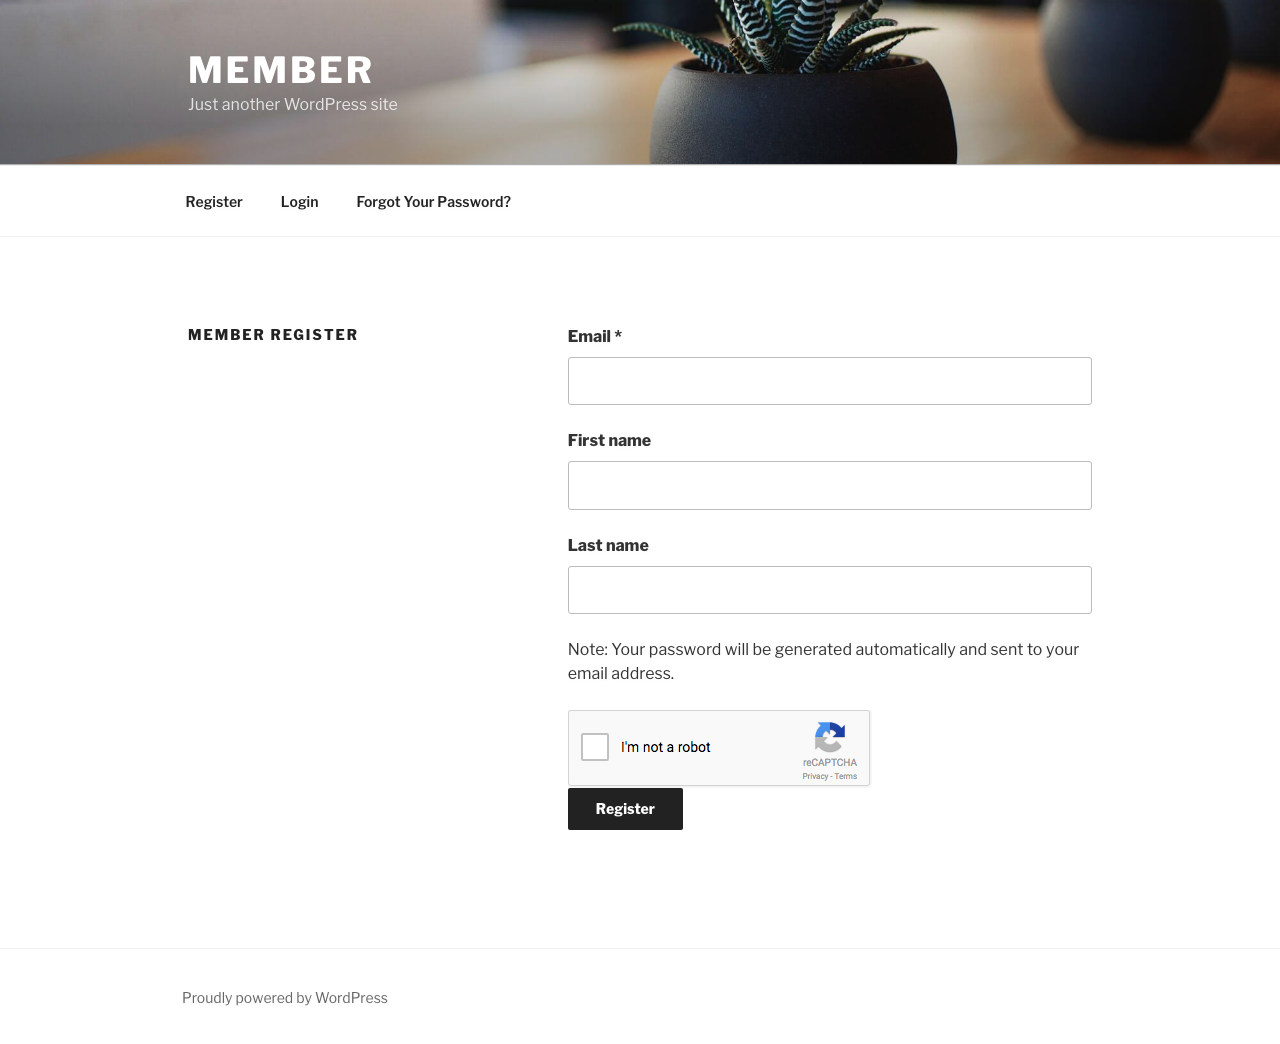 MEMBER
Just another WordPress site
Register
Login
Forgot Your Password?
MEMBER REGISTER
Email *
First name
Last name
Note: Your password will be generated automatically and sent to your
email address.
I'm not a robot
reCAPTCHA
Privacy - Terms
Register
Proudly powered by WordPress